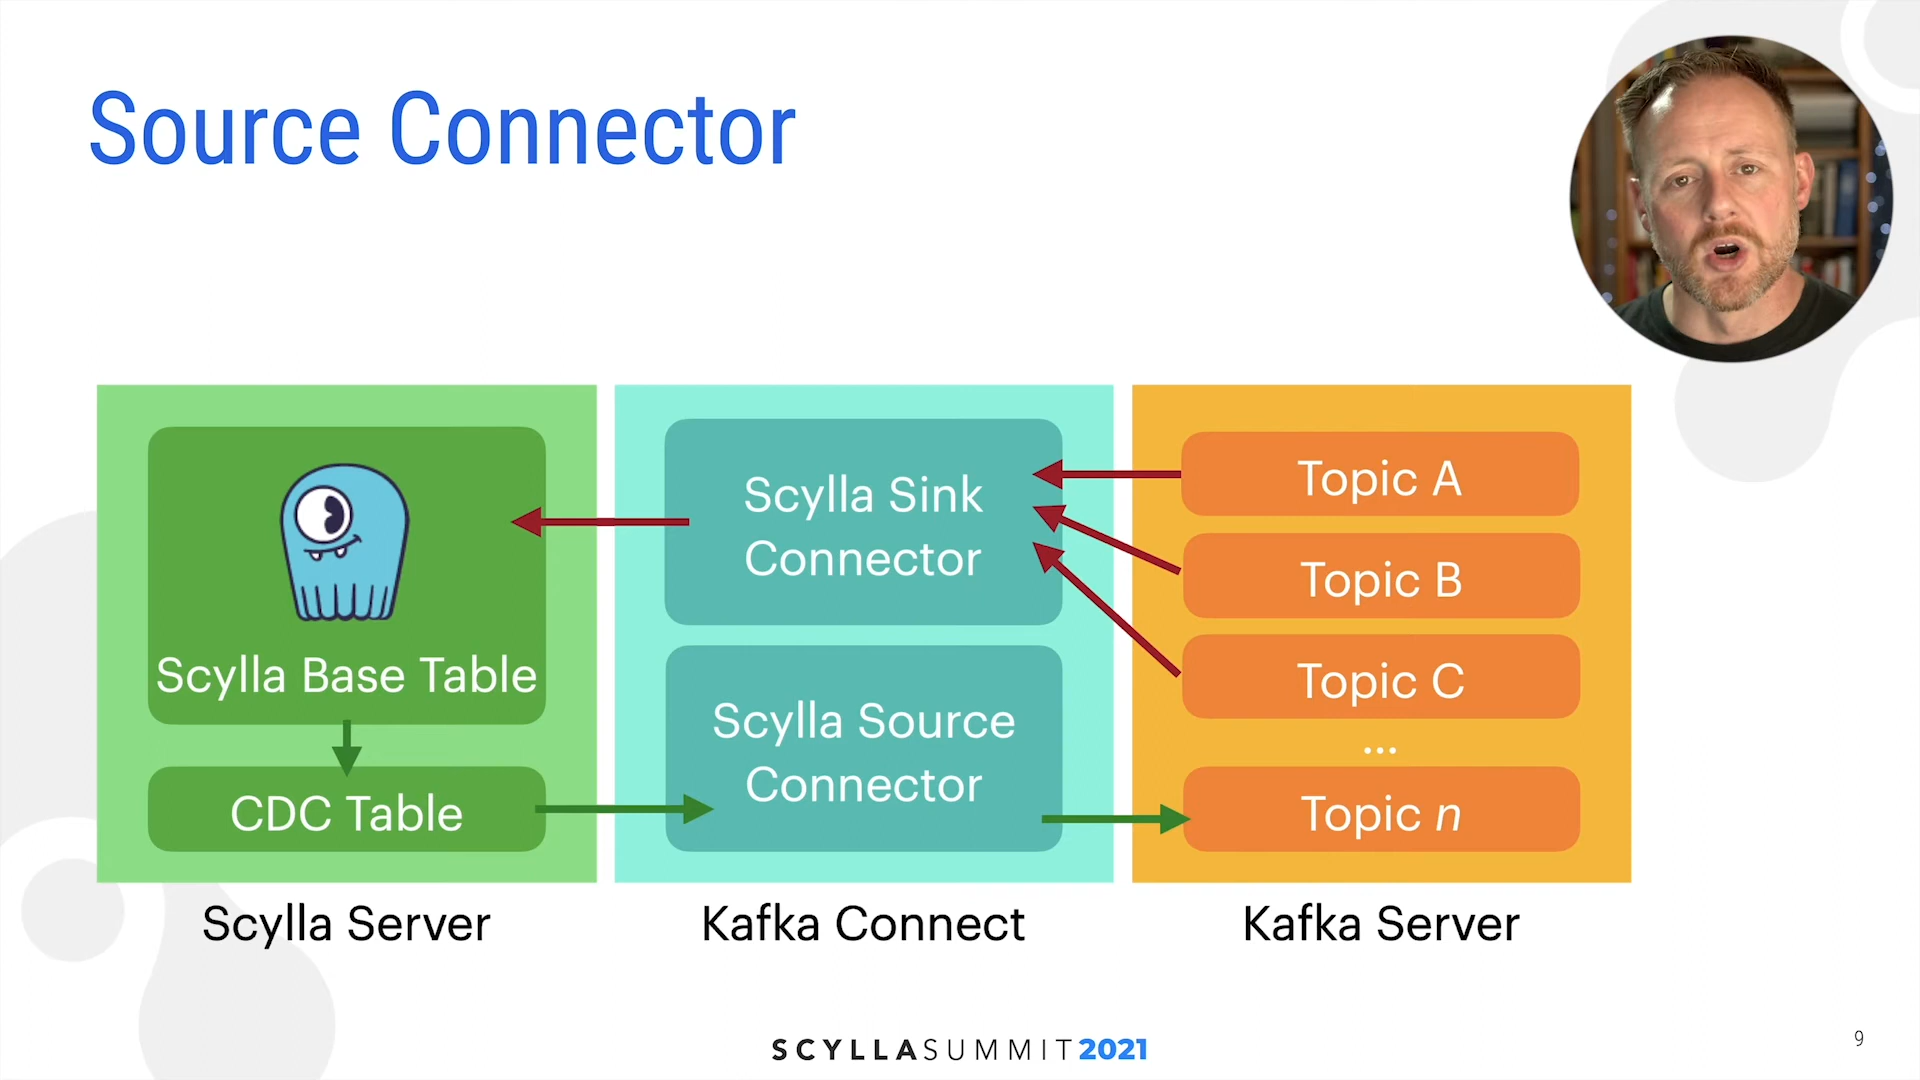 Source Connector
Scylla Base Table
CDC Table
Scylla Server
Scylla Sink
Connector
Scylla Source
Connector
Kafka Connect
Topic A
Topic B
Topic C
...
Topic n
Kafka Server
SCYLLASUMMIT2021
9